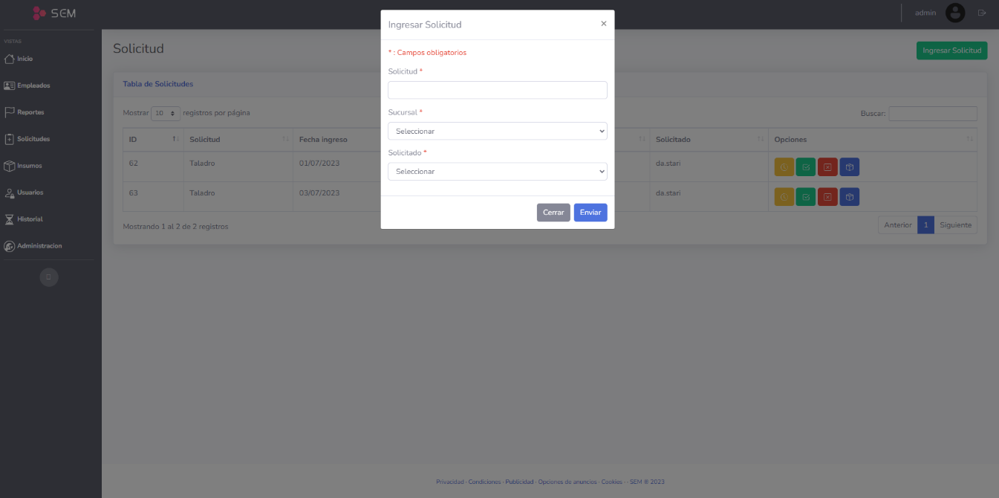 SEM
admin
VISTAS
Inicio
Empleados
Reportes
Solicitudes
Insumos
Usuarios
Historial
Administracion
Solicitud
Ingresar Solicitud
Tabla de Solicitudes
Mostrar 10 registros por página
Buscar:
ID Solicitud Fecha ingreso Solicitado Opciones
62 Taladro 01/07/2023 da.stari
63 Taladro 03/07/2023 da.stari
Mostrando 1 al 2 de 2 registros
Anterior 1 Siguiente
Ingresar Solicitud ×
* : Campos obligatorios
Solicitud *
Sucursal *
Seleccionar
Solicitado *
Seleccionar
Cerrar Enviar
Privacidad · Condiciones · Publicidad · Opciones de anuncios · Cookies · · SEM © 2023